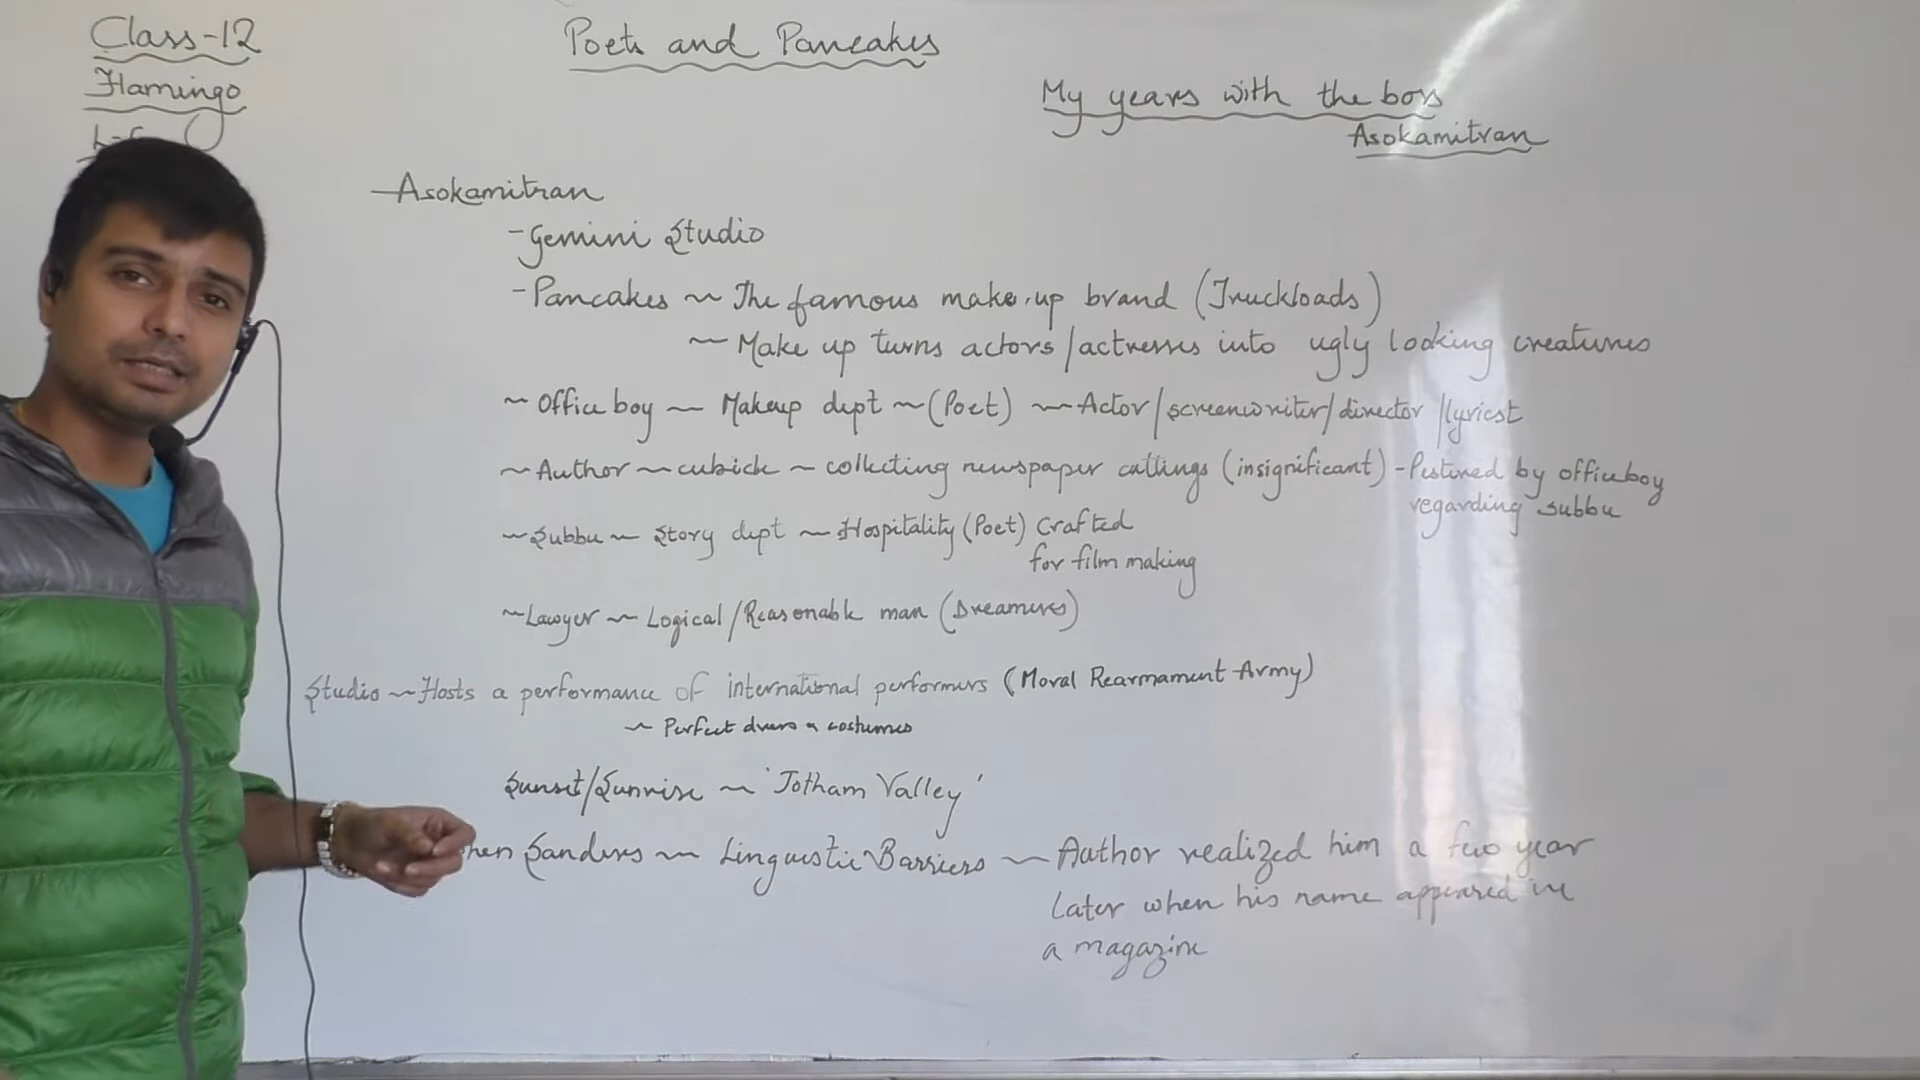 Class-12
Flamingo
Poets and Pancakes
My years with the boss
Asokamitran
Asokamitran
- Gemini Studio
- Pancakes ~ The famous make-up brand (Truckloads)
~ Make up turns actors/actresses into ugly looking creatures
~ Office boy ~ Makeup dept ~ (Poet) ~ Actor/screenwriter/director/lyricst
~ Author ~ cubicle ~ collecting newspaper cuttings (insignificant) - Pestered by officeboy
regarding subbu
~ Subbu ~ Story dept ~ Hospitality (Poet) Crafted
for film making
~ Lawyer ~ Logical/Reasonable man (Dreamers)
Studio ~ Hosts a performance of international performers (Moral Rearmament Army)
~ Perfect costumes
Sunset/Sunrise ~ 'Jotham Valley'
hen ~ Linguistic Barriers ~ Author realized him a few year
later when his name appeared in
a magazine